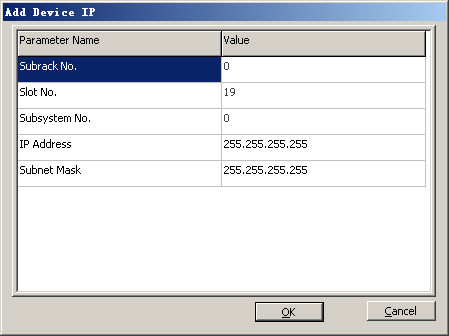 Add Device IP
Parameter Name Value
Subrack No. 0
Slot No. 19
Subsystem No. 0
IP Address 255.255.255.255
Subnet Mask 255.255.255.255
OK Cancel